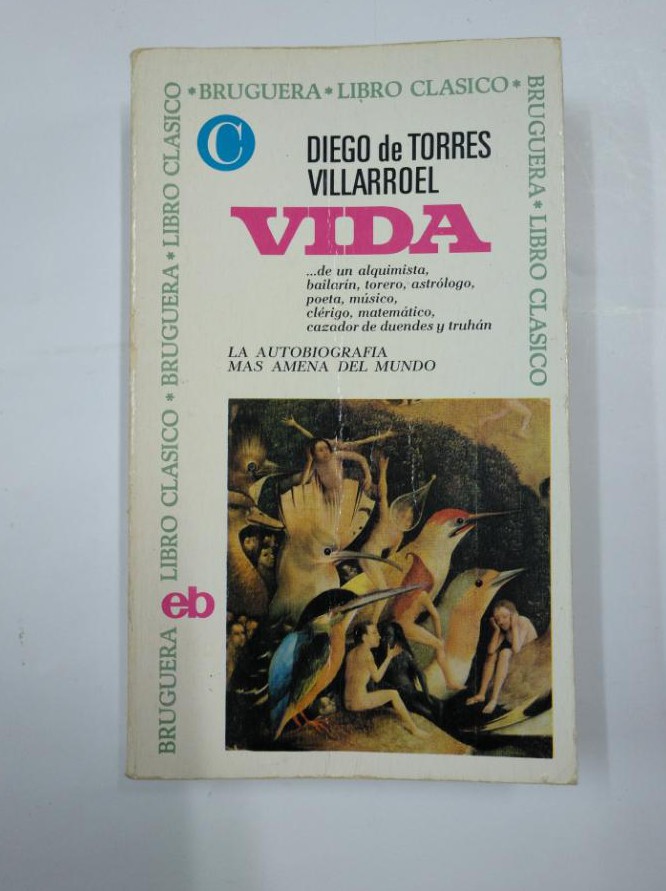 *BRUGUERA*LIBRO CLASICO*
BRUGUERA*LIBRO CLASICO
BRUGUERA LIBRO CLASICO * BRUGUERA*LIBRO CLASICO
C
DIEGO de TORRES
VILLARROEL
VIDA
...de un alquimista,
bailarín, torero, astrólogo,
poeta, músico,
clérigo, matemático,
cazador de duendes y truhán
LA AUTOBIOGRAFIA
MAS AMENA DEL MUNDO
eb